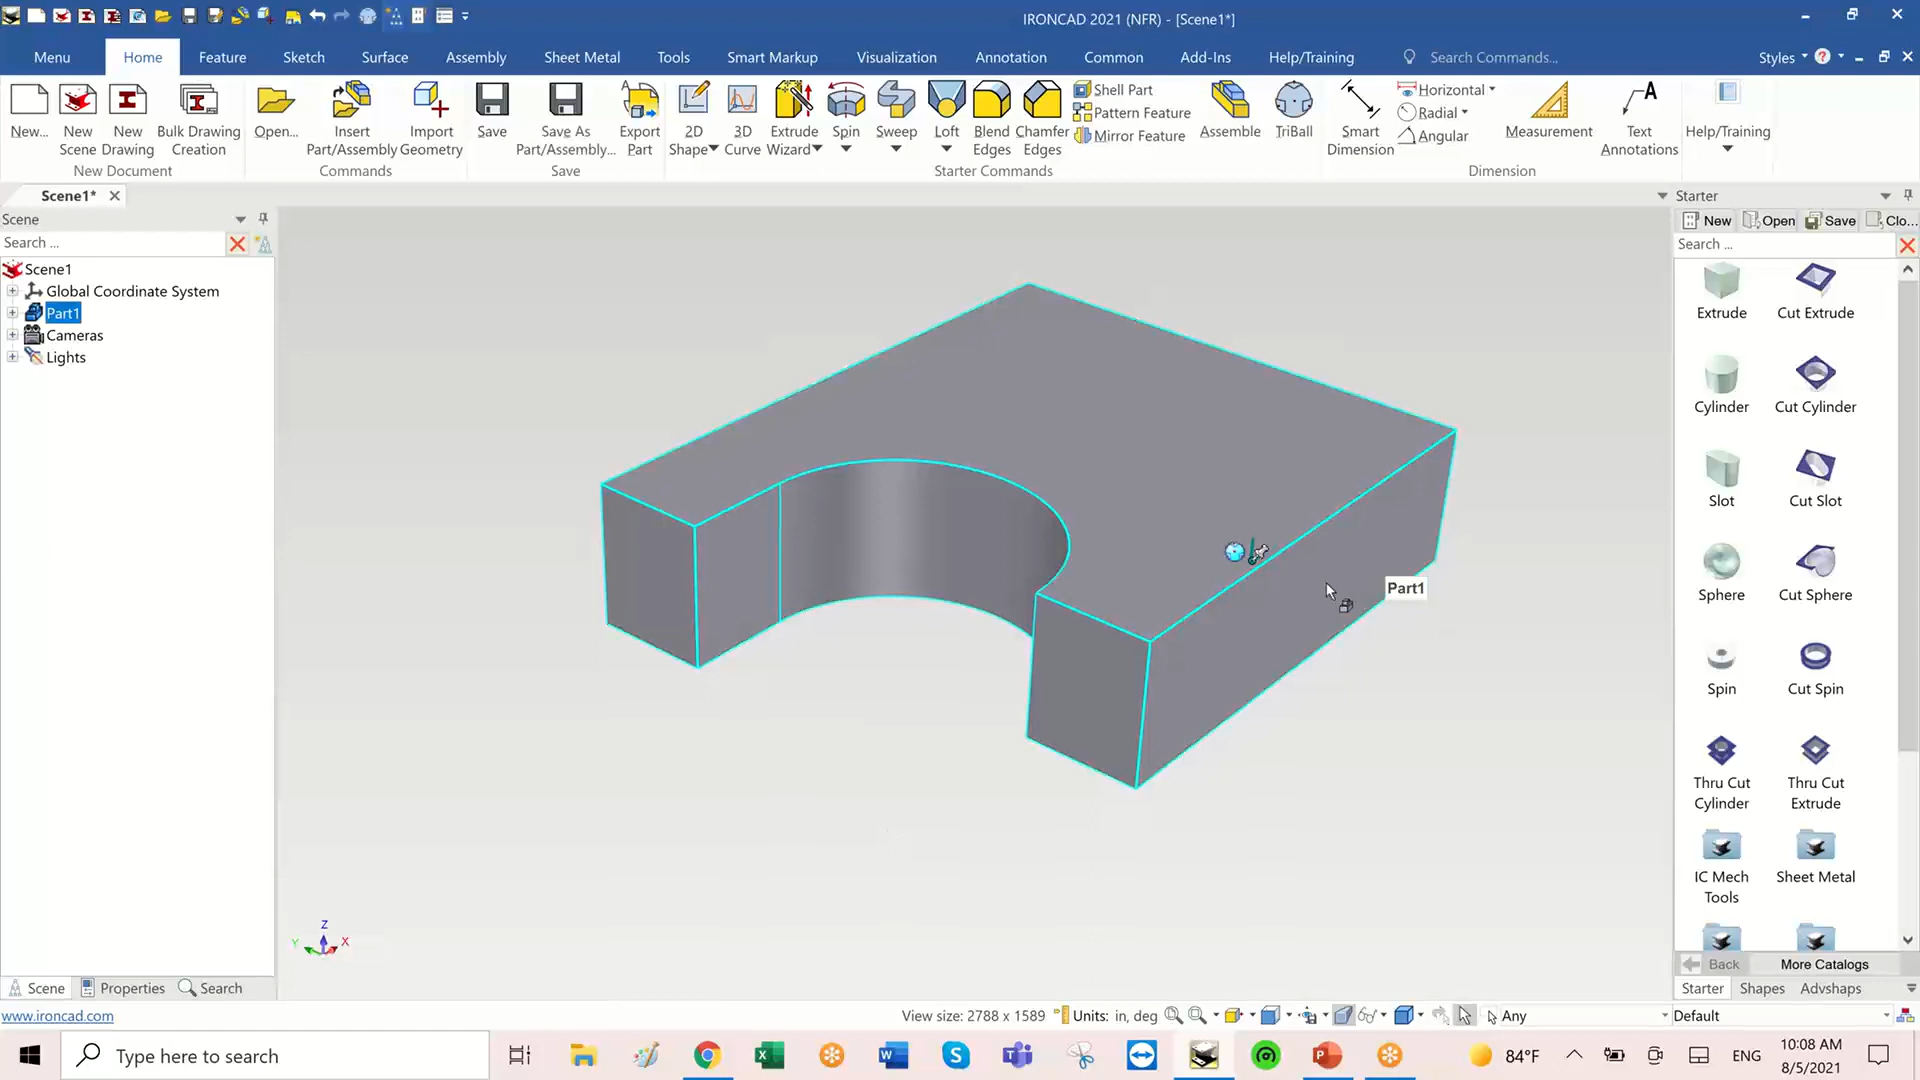 IRONCAD 2021 (NFR) - [Scene1*]
Menu
Home
Feature
Sketch
Surface
Assembly
Sheet Metal
Tools
Smart Markup
Visualization
Annotation
Common
Add-Ins
Help/Training
Search Commands...
Styles
New...
New Scene
New Drawing
Bulk Drawing Creation
New Document
Open...
Insert Part/Assembly
Import Geometry
Commands
Save
Save As Part/Assembly...
Export Part
Save
2D Shape
3D Curve
Extrude Wizard
Spin
Sweep
Loft
Blend Edges
Chamfer Edges
Shell Part
Pattern Feature
Mirror Feature
Assemble
TriBall
Starter Commands
Smart Dimension
Horizontal
Radial
Angular
Measurement
Text Annotations
Dimension
Help/Training
Scene1*
Scene
Search ...
Scene1
Global Coordinate System
Part1
Cameras
Lights
Part1
Z
Y
X
Starter
New
Open
Save
Clo...
Search ...
Extrude
Cut Extrude
Cylinder
Cut Cylinder
Slot
Cut Slot
Sphere
Cut Sphere
Spin
Cut Spin
Thru Cut Cylinder
Thru Cut Extrude
IC Mech Tools
Sheet Metal
Back
More Catalogs
Starter
Shapes
Advshaps
Scene
Properties
Search
www.ironcad.com
View size: 2788 x 1589
Units: in, deg
Any
Default
Type here to search
84°F
ENG
10:08 AM
8/5/2021